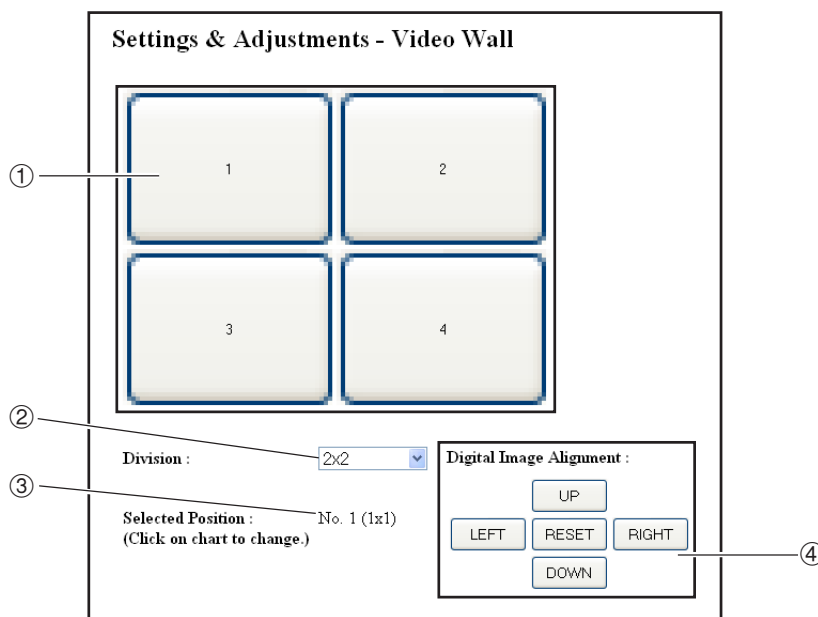 Settings & Adjustments - Video Wall
1
2
①
3
4
②
Division :
2x2
Digital Image Alignment :
③
UP
Selected Position :
No. 1 (1x1)
(Click on chart to change.)
LEFT
RESET
RIGHT
④
DOWN